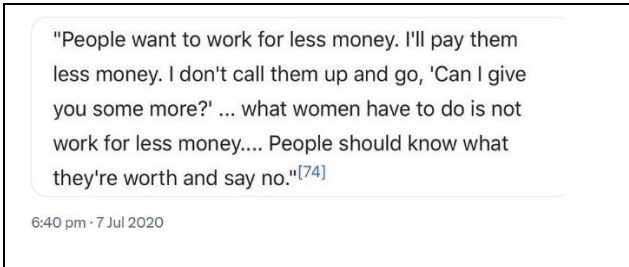 "People want to work for less money. I'll pay them
less money. I don't call them up and go, 'Can I give
you some more?' ... what women have to do is not
work for less money.... People should know what
they're worth and say no."[74]
6:40 pm · 7 Jul 2020